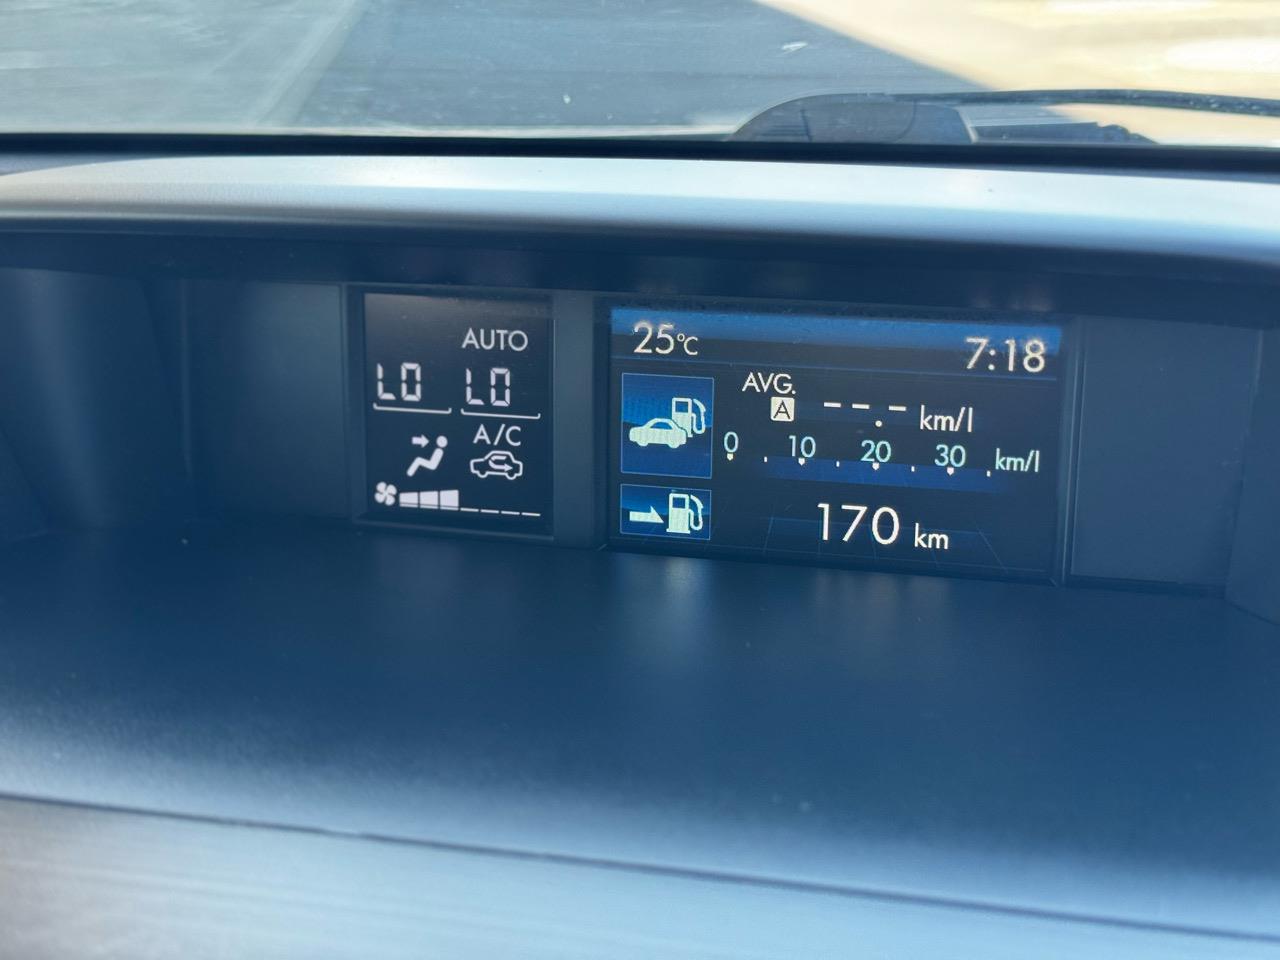 AUTO
LO LO
A/C
25°C 7:18
AVG.
A --.- km/l
0 10 20 30 km/l
170 km